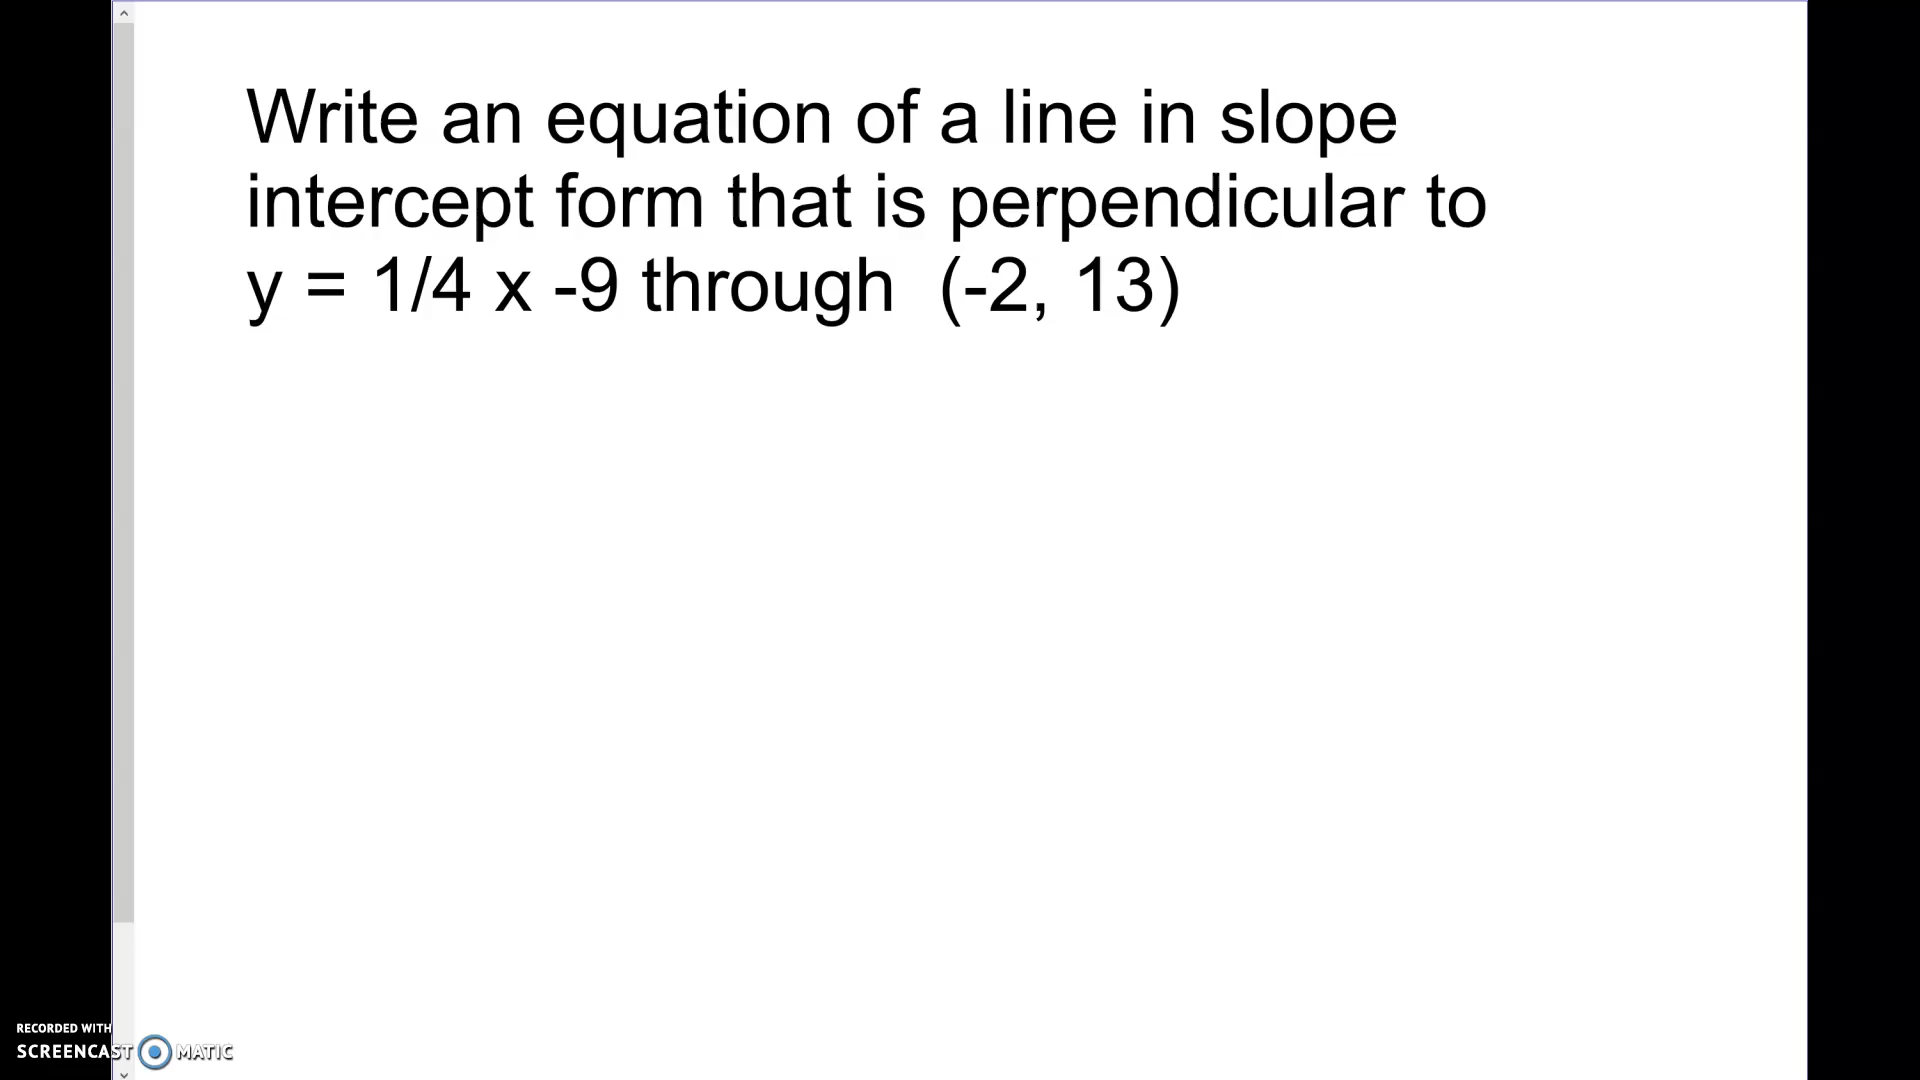 Write an equation of a line in slope
intercept form that is perpendicular to
y = 1/4 x -9 through  (-2, 13)
RECORDED WITH
SCREENCAST MATIC